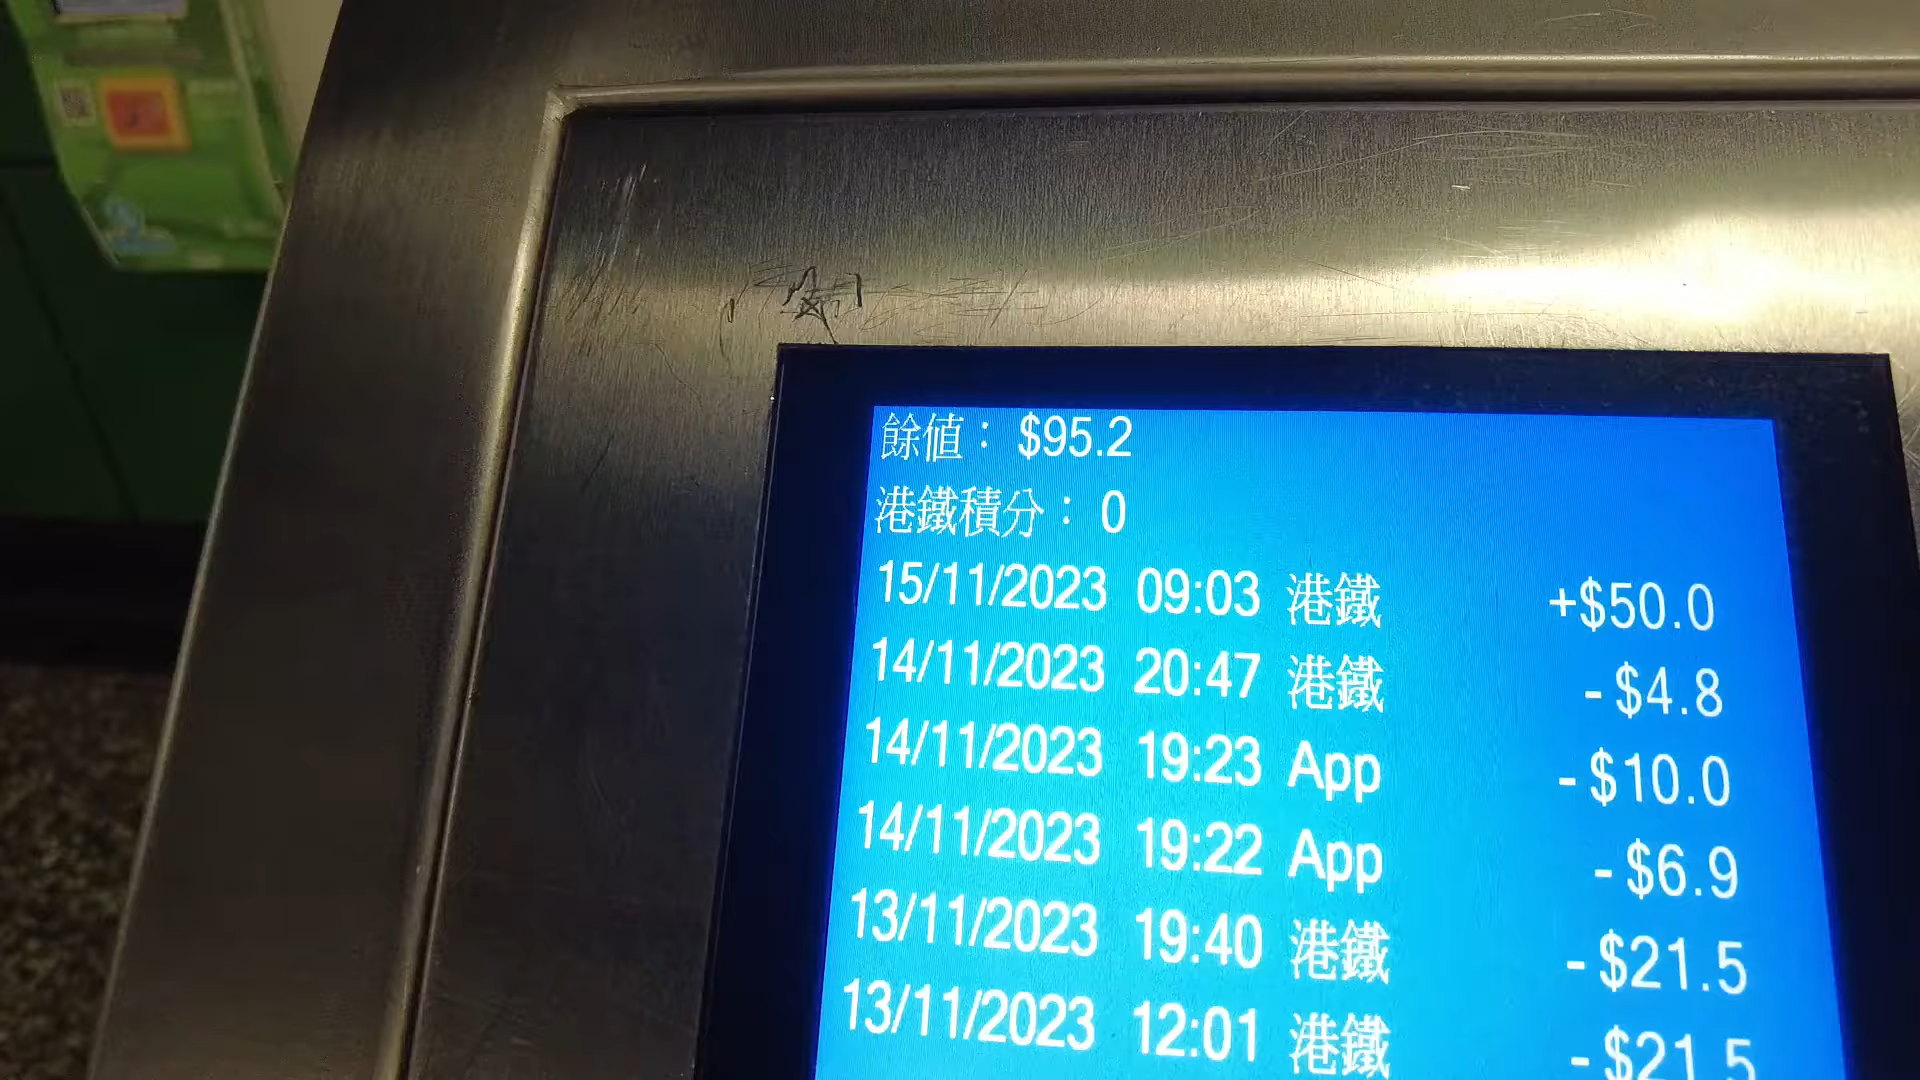 餘值： $95.2
港鐵積分： 0
15/11/2023 09:03 港鐵 +$50.0
14/11/2023 20:47 港鐵 -$4.8
14/11/2023 19:23 App -$10.0
14/11/2023 19:22 App -$6.9
13/11/2023 19:40 港鐵 -$21.5
13/11/2023 12:01 港鐵 -$21.5